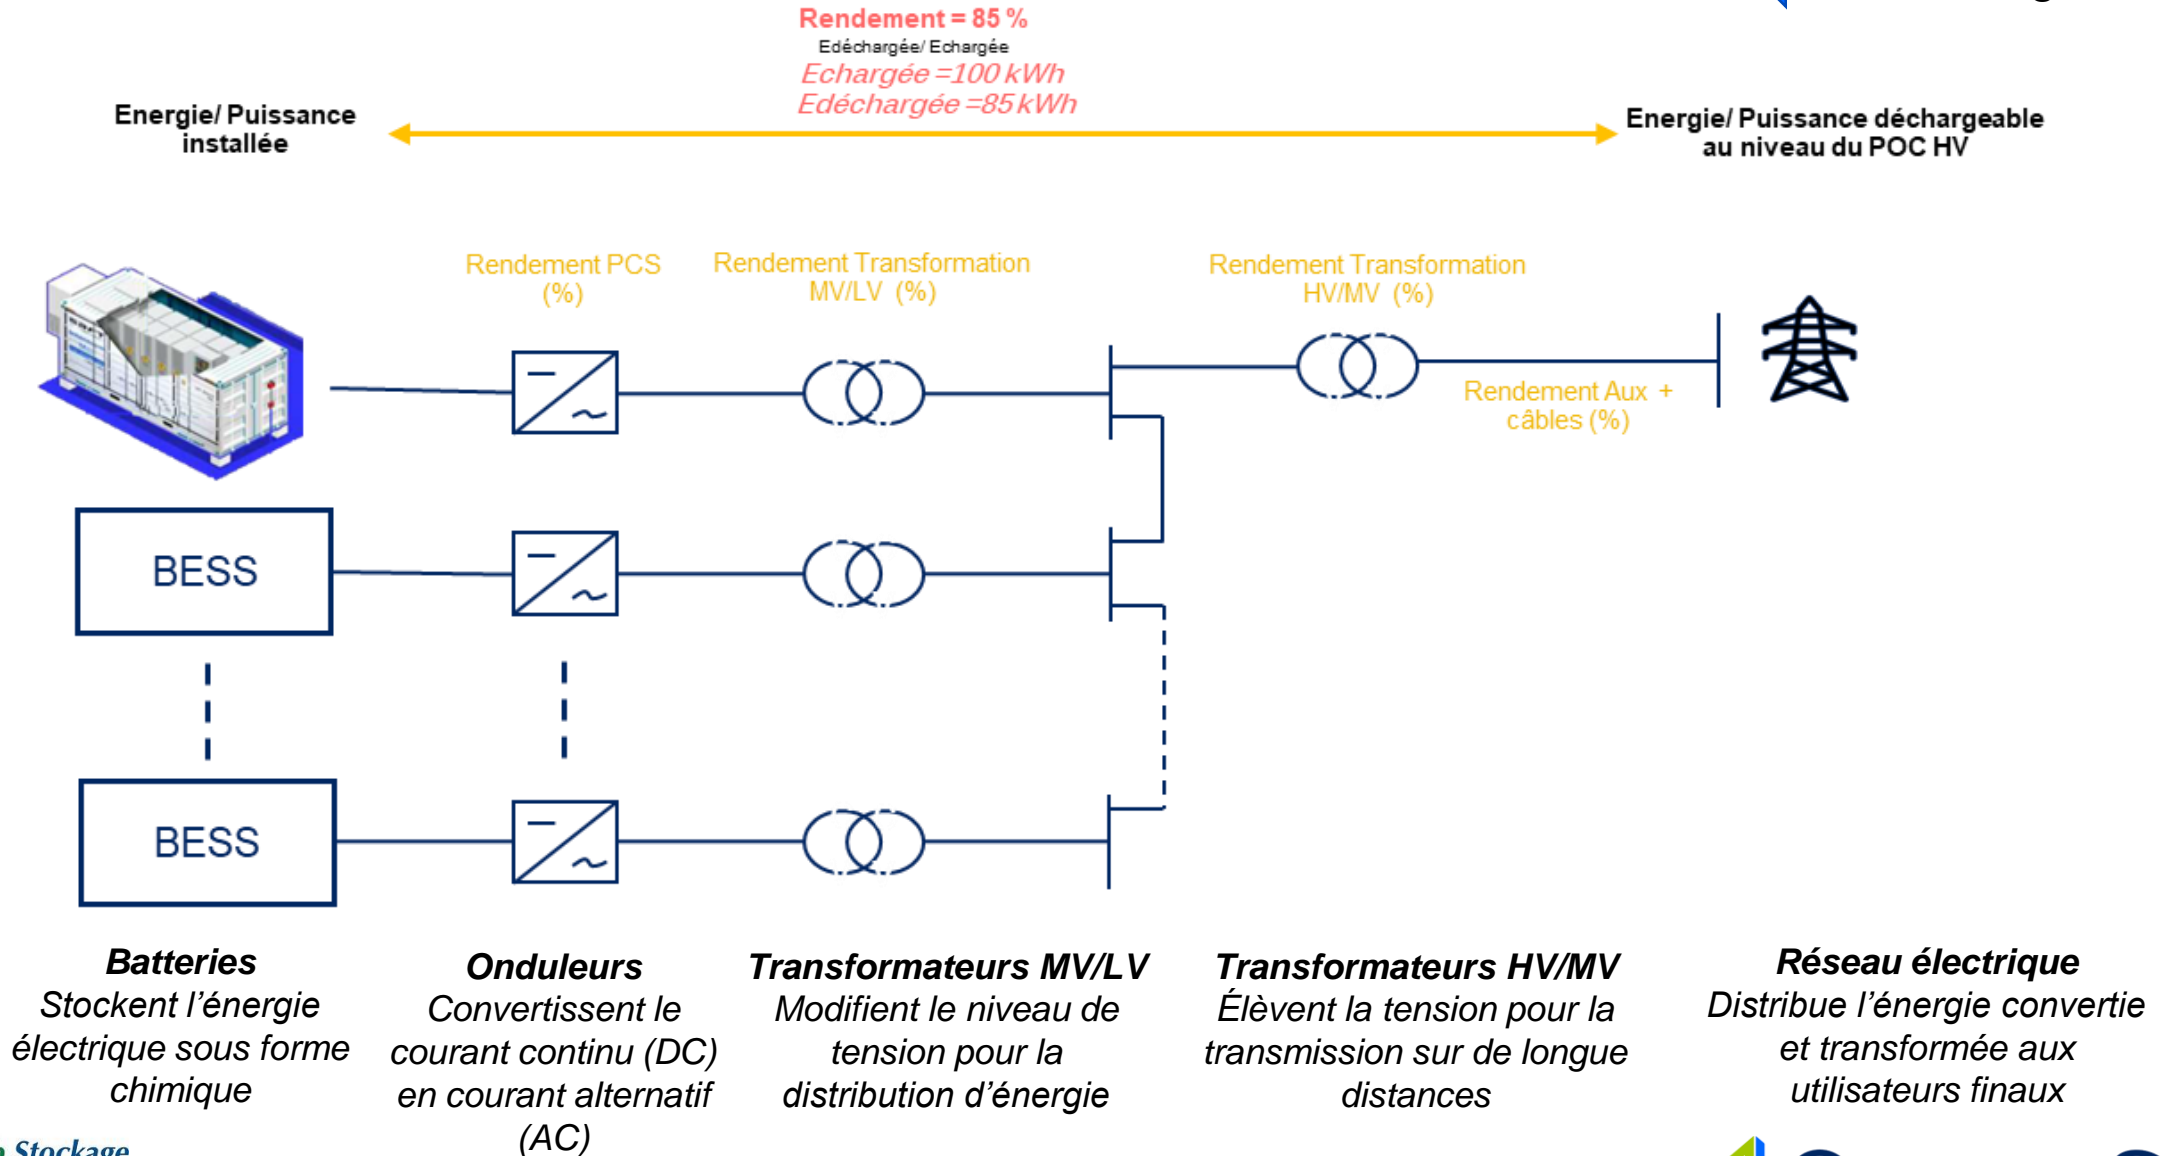 Rendement = 85 %
Edéchargée/ Echargée
Echargée =100 kWh
Edéchargée =85 kWh
Energie/ Puissance
installée
Energie/ Puissance déchargeable
au niveau du POC HV
Rendement PCS
(%)
Rendement Transformation
MV/LV (%)
Rendement Transformation
HV/MV (%)
Rendement Aux +
câbles (%)
BESS
BESS
Batteries
Stockent l’énergie
électrique sous forme
chimique
Onduleurs
Convertissent le
courant continu (DC)
en courant alternatif
(AC)
Transformateurs MV/LV
Modifient le niveau de
tension pour la
distribution d’énergie
Transformateurs HV/MV
Élèvent la tension pour la
transmission sur de longue
distances
Réseau électrique
Distribue l’énergie convertie
et transformée aux
utilisateurs finaux
Stockage